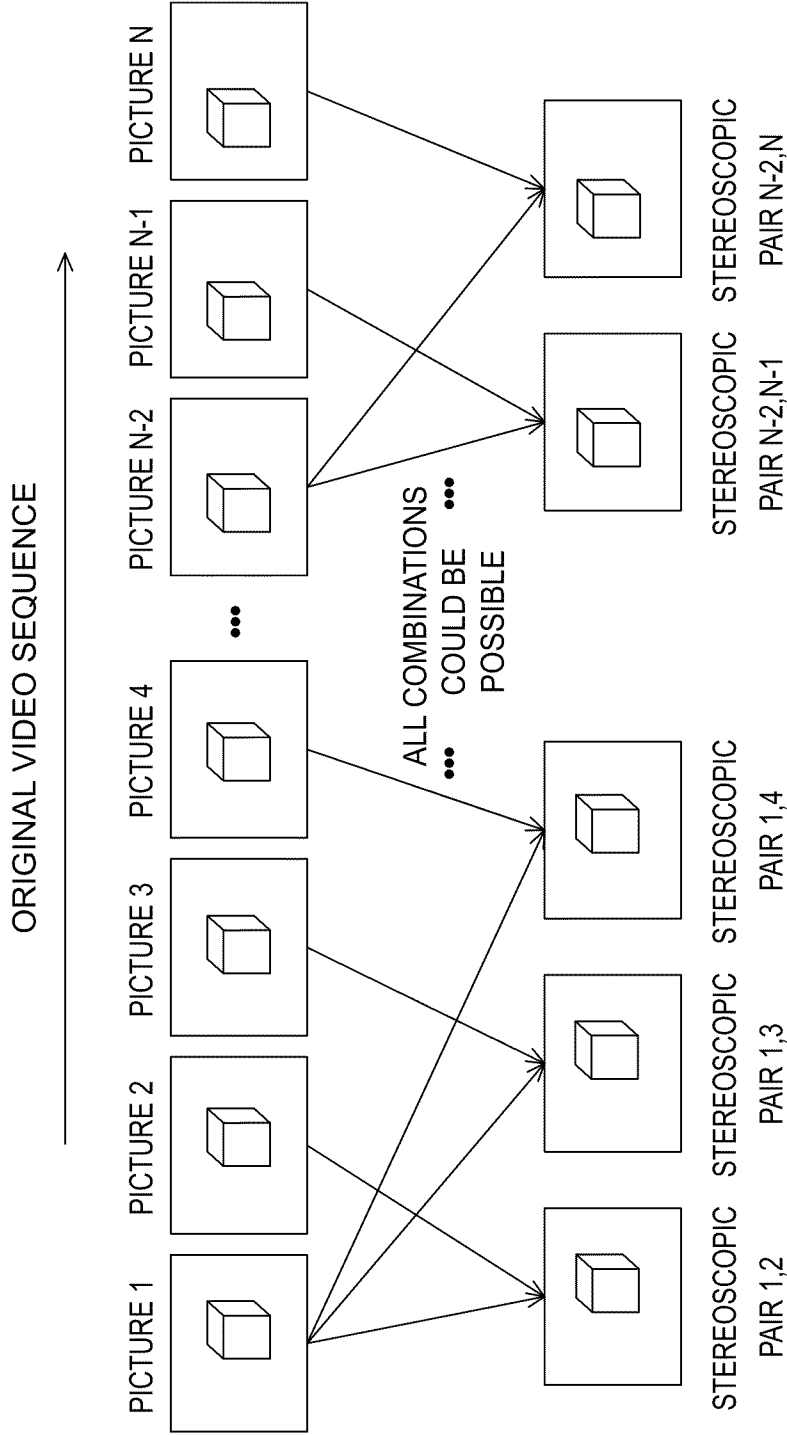 ORIGINAL VIDEO SEQUENCE
PICTURE 1
PICTURE 2
PICTURE 3
PICTURE 4
•••
PICTURE N-2
PICTURE N-1
PICTURE N
ALL COMBINATIONS
••• COULD BE •••
POSSIBLE
STEREOSCOPIC
PAIR 1,2
STEREOSCOPIC
PAIR 1,3
STEREOSCOPIC
PAIR 1,4
STEREOSCOPIC
PAIR N-2,N-1
STEREOSCOPIC
PAIR N-2,N